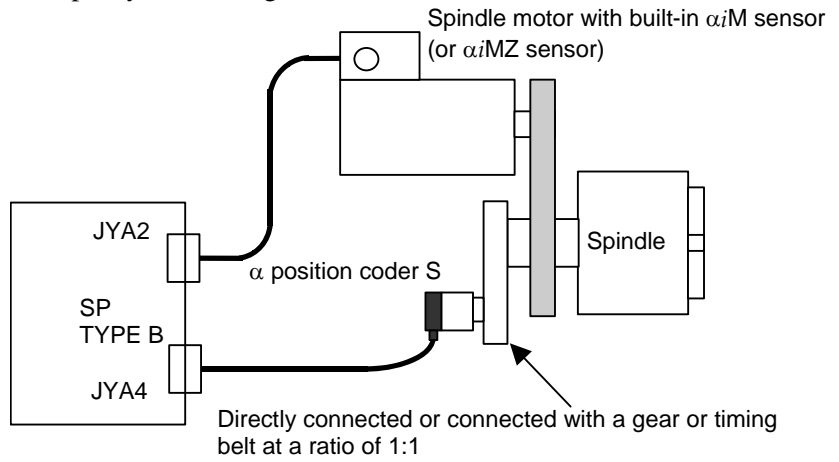 Spindle motor with built-in αiM sensor
(or αiMZ sensor)
JYA2
Spindle
α position coder S
SP
TYPE B
JYA4
Directly connected or connected with a gear or timing
belt at a ratio of 1:1